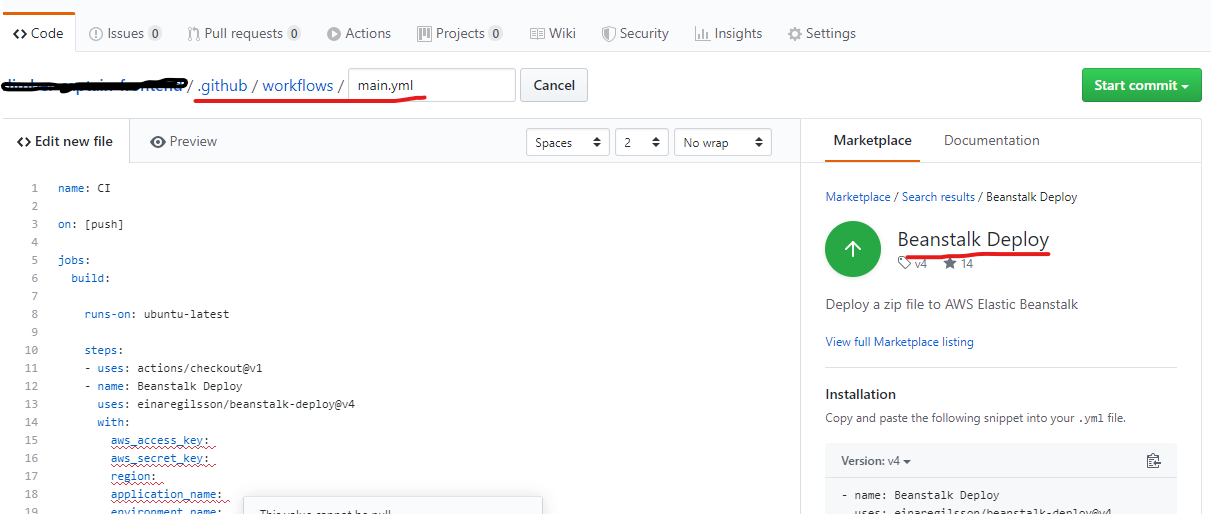 Code Issues 0 Pull requests 0 Actions Projects 0 Wiki Security Insights Settings
/ .github / workflows / main.yml Cancel Start commit
Edit new file Preview Spaces 2 No wrap Marketplace Documentation
Marketplace / Search results / Beanstalk Deploy
Beanstalk Deploy
v4 14
Deploy a zip file to AWS Elastic Beanstalk
View full Marketplace listing
Installation
Copy and paste the following snippet into your .yml file.
Version: v4
- name: Beanstalk Deploy
uses: einaregilsson/beanstalk-deploy@v4
1 name: CI
2
3 on: [push]
4
5 jobs:
6 build:
7
8 runs-on: ubuntu-latest
9
10 steps:
11 - uses: actions/checkout@v1
12 - name: Beanstalk Deploy
13 uses: einaregilsson/beanstalk-deploy@v4
14 with:
15 aws_access_key:
16 aws_secret_key:
17 region:
18 application_name:
19 environment_name:
This value cannot be null